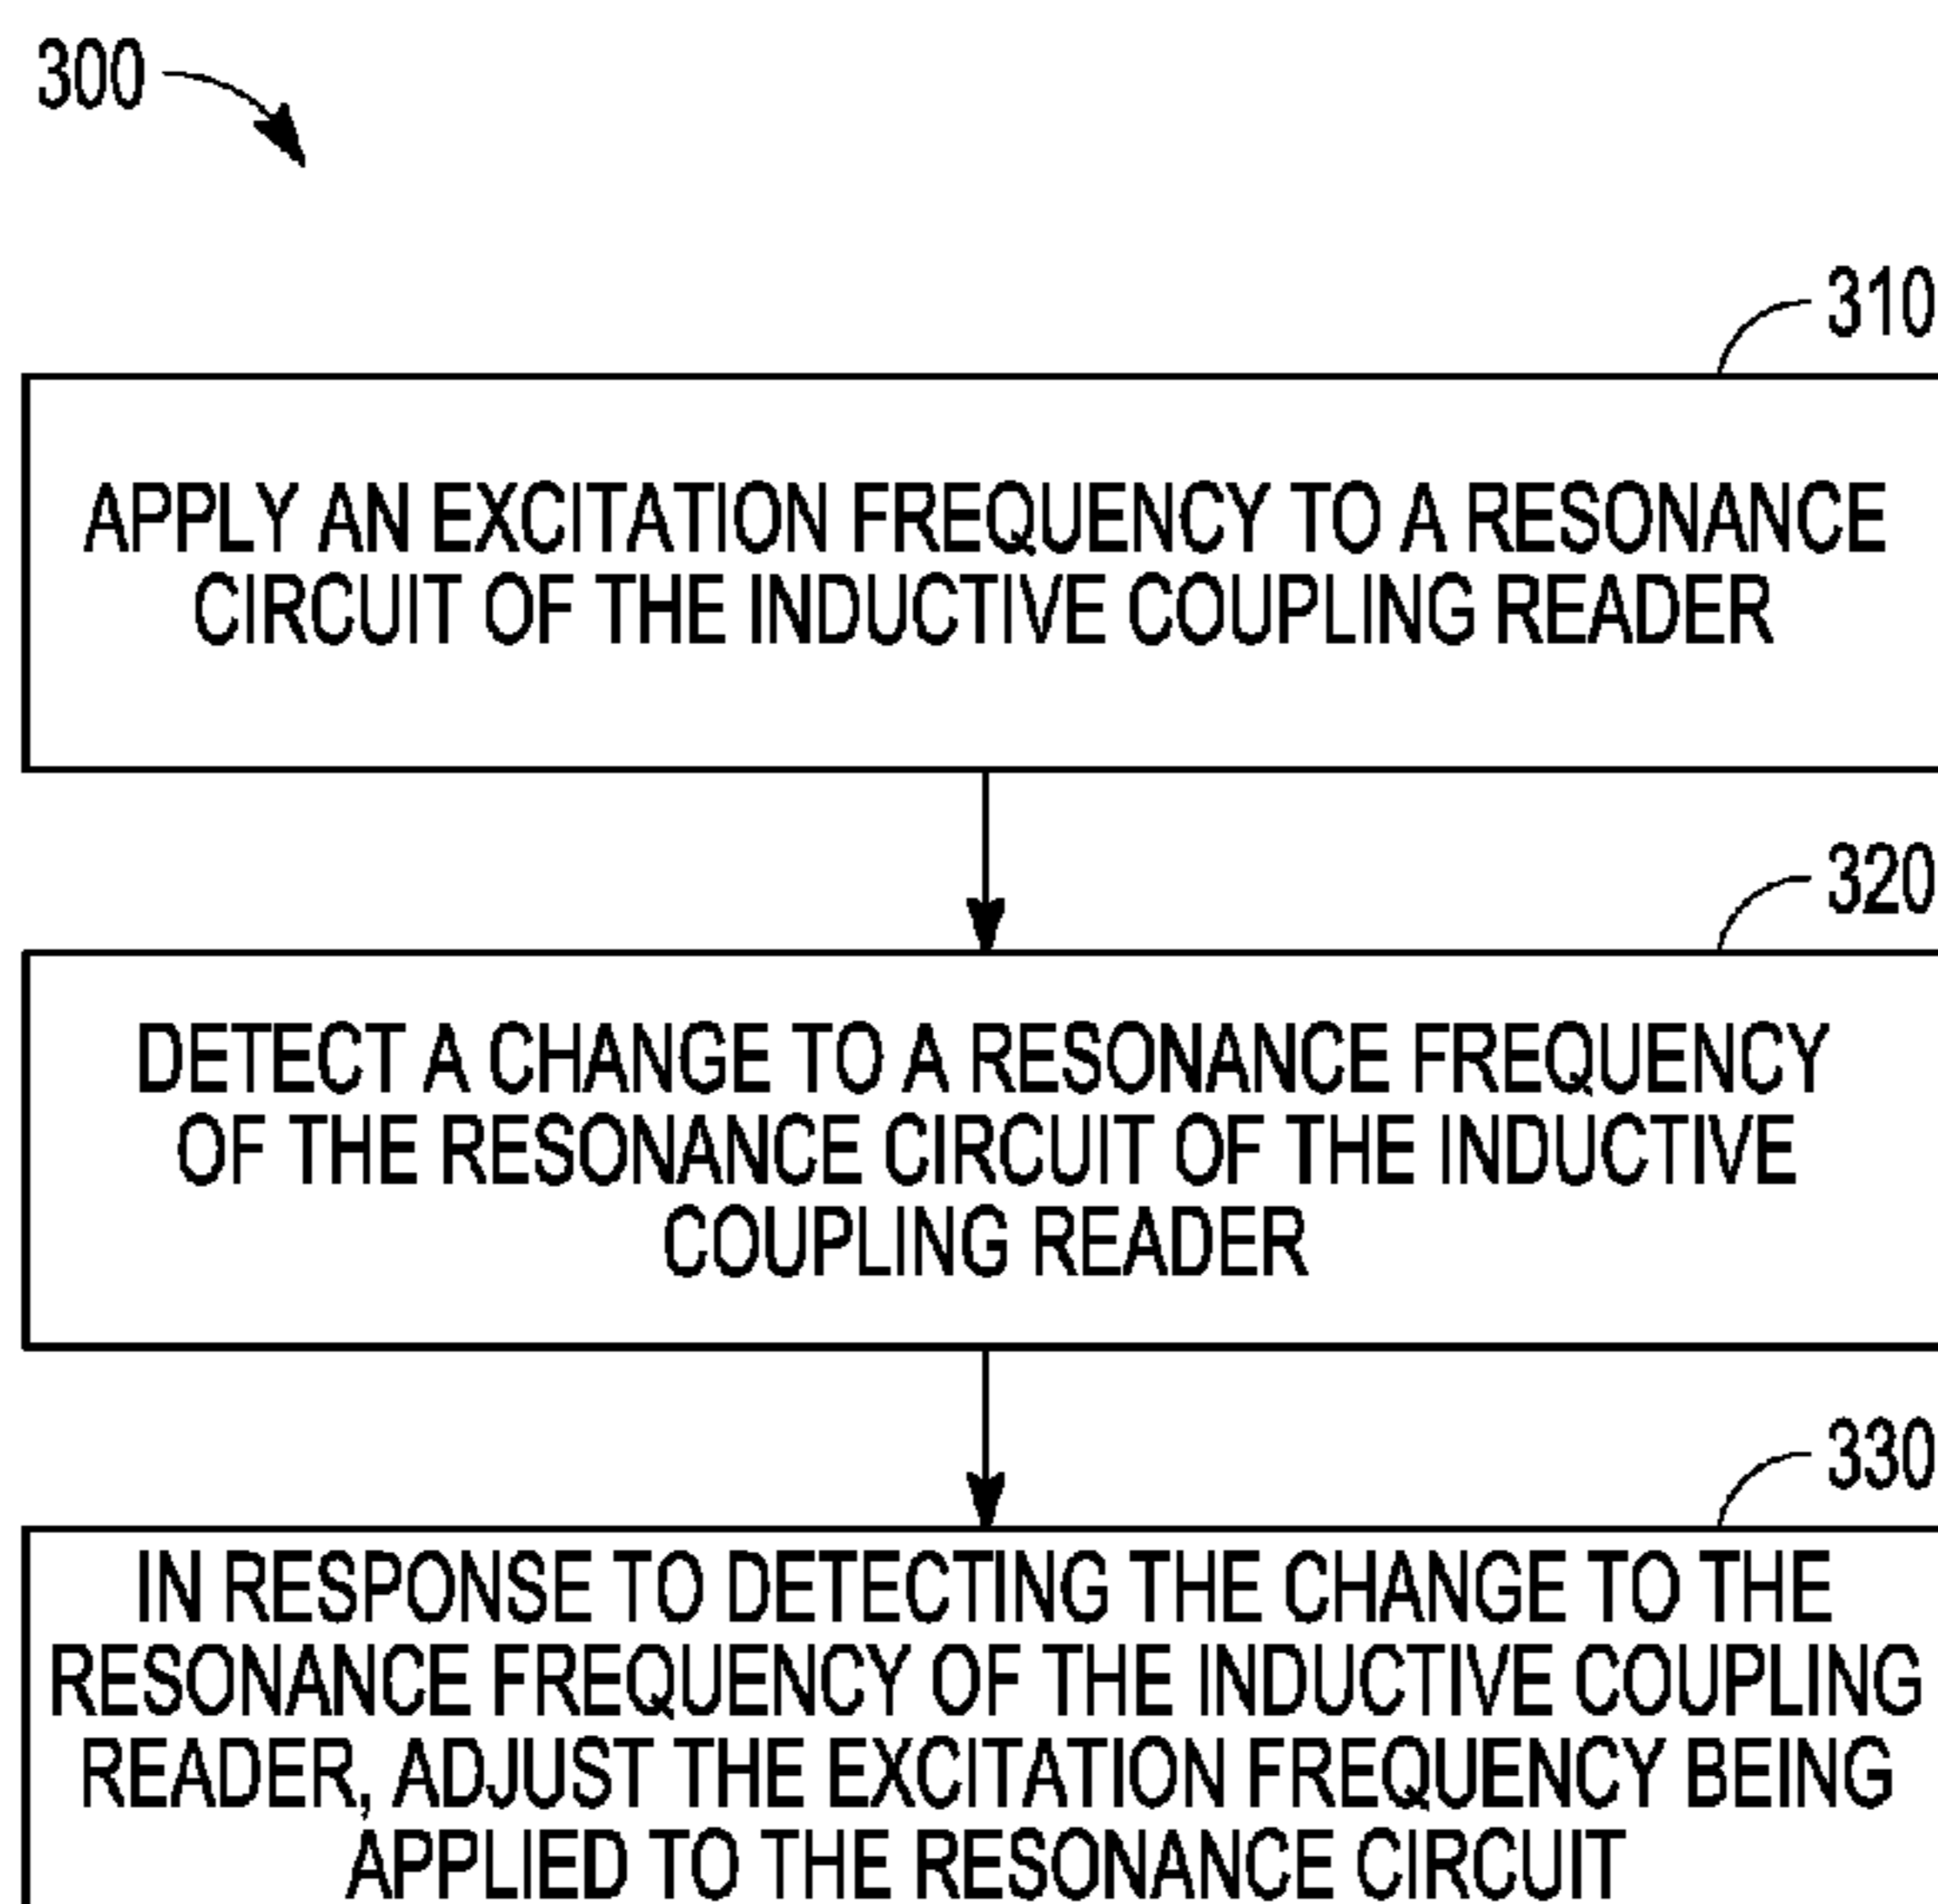 300
310
APPLY AN EXCITATION FREQUENCY TO A RESONANCE
CIRCUIT OF THE INDUCTIVE COUPLING READER
320
DETECT A CHANGE TO A RESONANCE FREQUENCY
OF THE RESONANCE CIRCUIT OF THE INDUCTIVE
COUPLING READER
330
IN RESPONSE TO DETECTING THE CHANGE TO THE
RESONANCE FREQUENCY OF THE INDUCTIVE COUPLING
READER, ADJUST THE EXCITATION FREQUENCY BEING
APPLIED TO THE RESONANCE CIRCUIT